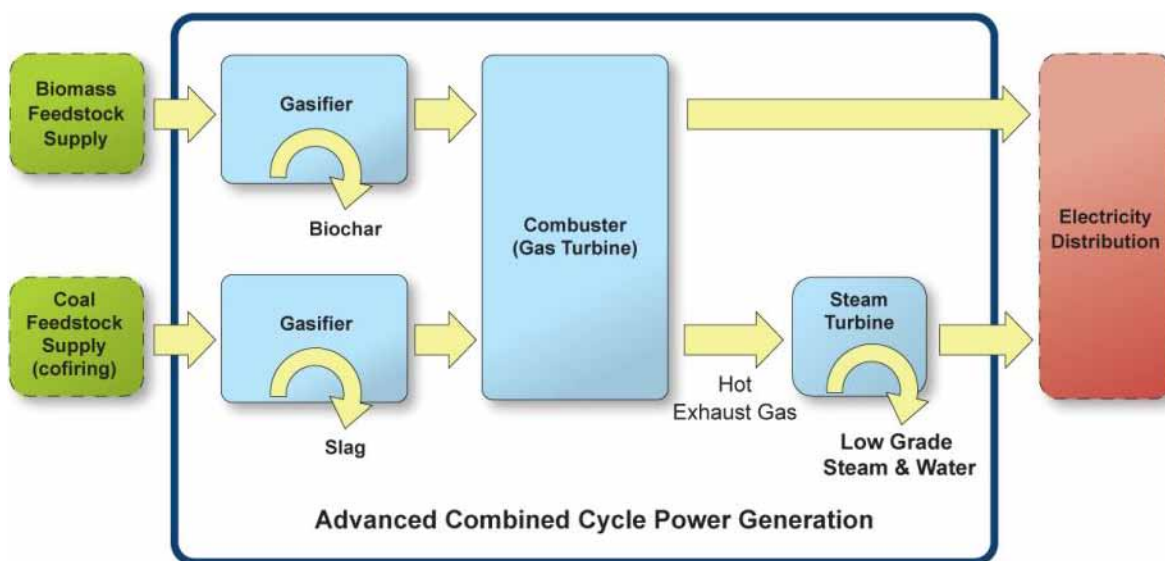 Biomass
Feedstock
Supply
Gasifier
Biochar
Combuster
(Gas Turbine)
Electricity
Distribution
Coal
Feedstock
Supply
(cofiring)
Gasifier
Slag
Steam
Turbine
Hot
Exhaust Gas
Low Grade
Steam & Water
Advanced Combined Cycle Power Generation